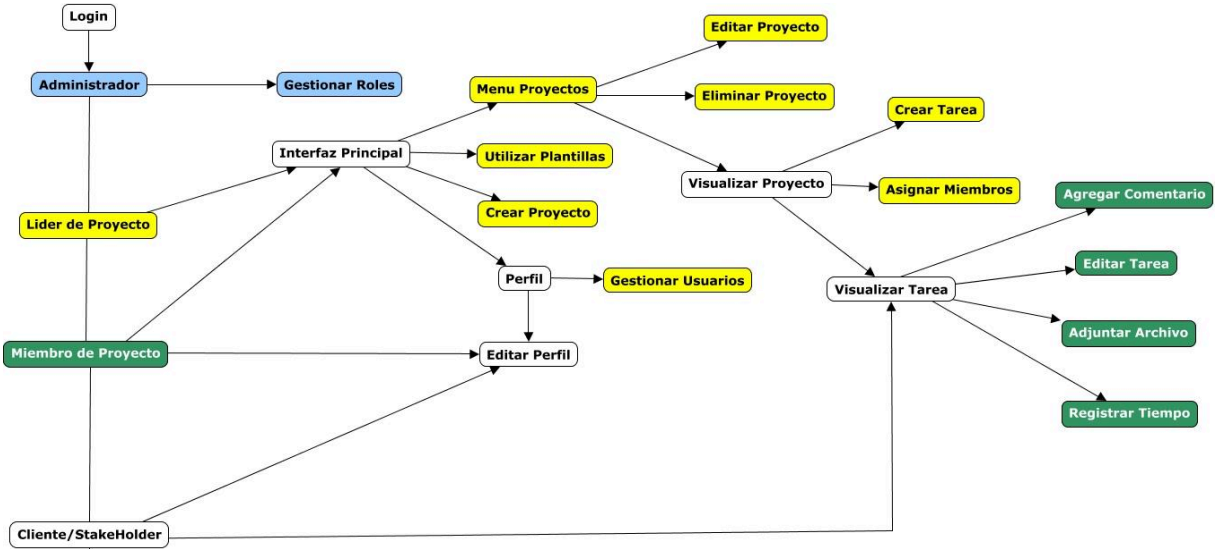 Login
Editar Proyecto
Administrador
Gestionar Roles
Menu Proyectos
Eliminar Proyecto
Crear Tarea
Interfaz Principal
Utilizar Plantillas
Visualizar Proyecto
Asignar Miembros
Agregar Comentario
Lider de Proyecto
Crear Proyecto
Editar Tarea
Perfil
Gestionar Usuarios
Visualizar Tarea
Adjuntar Archivo
Miembro de Proyecto
Editar Perfil
Registrar Tiempo
Cliente/StakeHolder